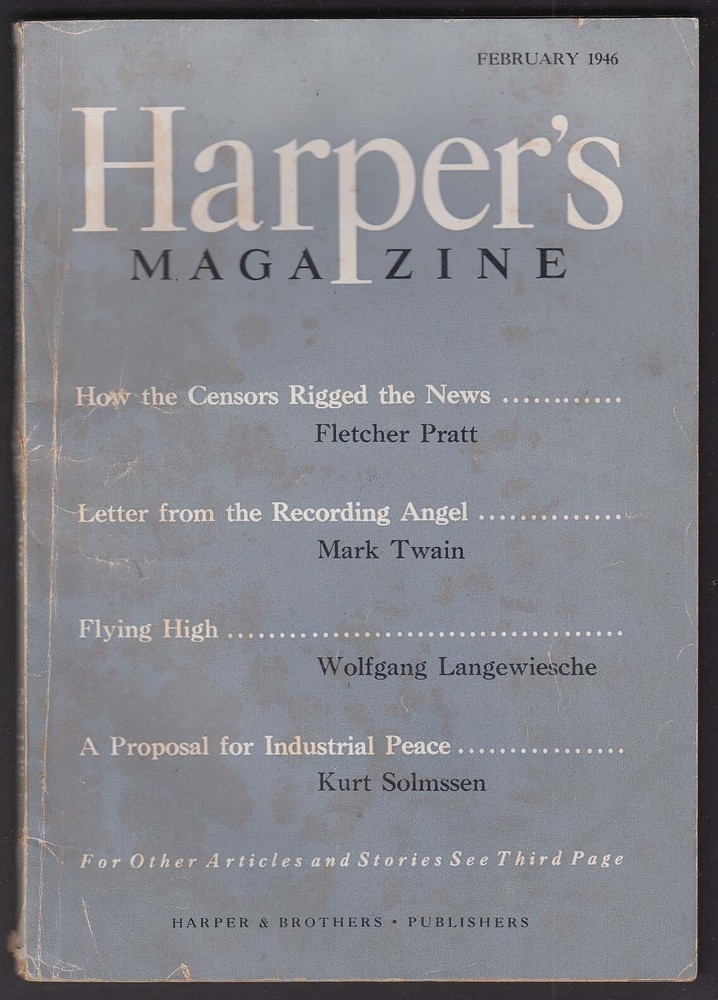 FEBRUARY 1946
Harper's
MAGAZINE
How the Censors Rigged the News ............
Fletcher Pratt
Letter from the Recording Angel ..............
Mark Twain
Flying High ......................................
Wolfgang Langewiesche
A Proposal for Industrial Peace ................
Kurt Solmssen
For Other Articles and Stories See Third Page
HARPER & BROTHERS • PUBLISHERS